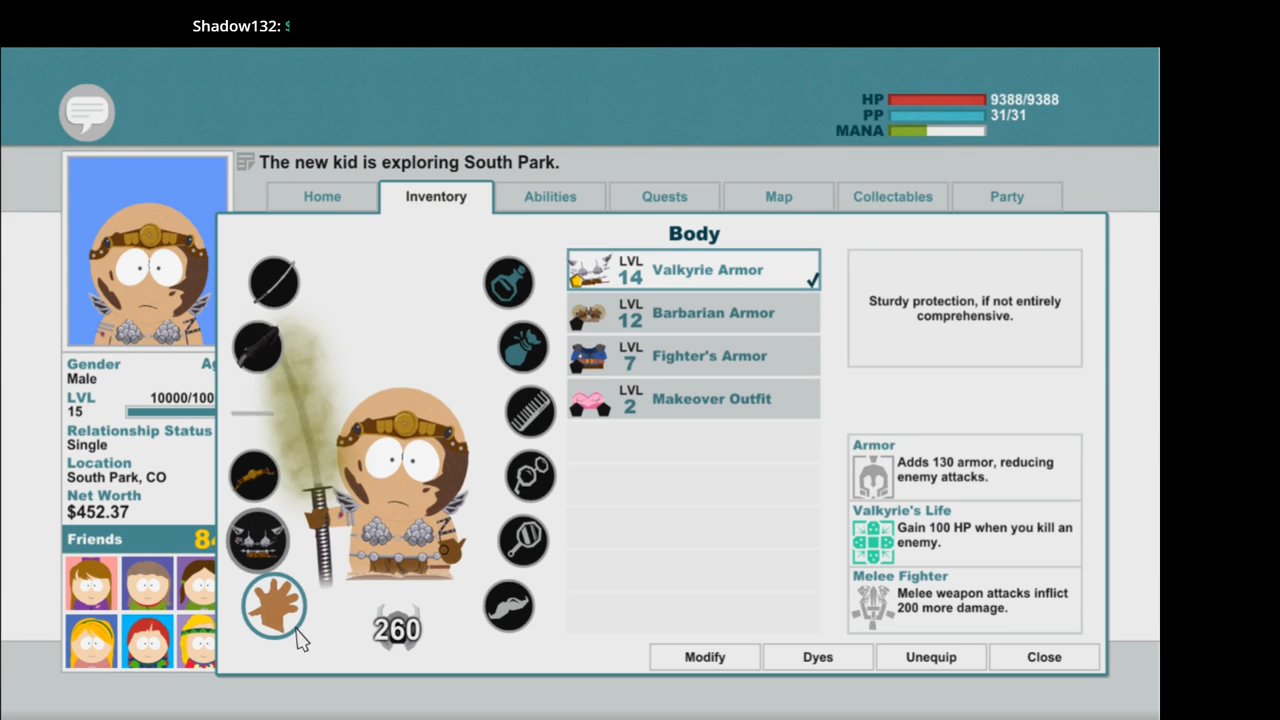 Shadow132:
HP 9388/9388
PP 31/31
MANA
The new kid is exploring South Park.
Home Inventory Abilities Quests Map Collectables Party
Gender
Male
LVL
15 10000/100
Relationship Status
Single
Location
South Park, CO
Net Worth
$452.37
Friends
260
Body
LVL
14 Valkyrie Armor
LVL
12 Barbarian Armor
LVL
7 Fighter's Armor
LVL
2 Makeover Outfit
Sturdy protection, if not entirely
comprehensive.
Armor
Adds 130 armor, reducing
enemy attacks.
Valkyrie's Life
Gain 100 HP when you kill an
enemy.
Melee Fighter
Melee weapon attacks inflict
200 more damage.
Modify Dyes Unequip Close